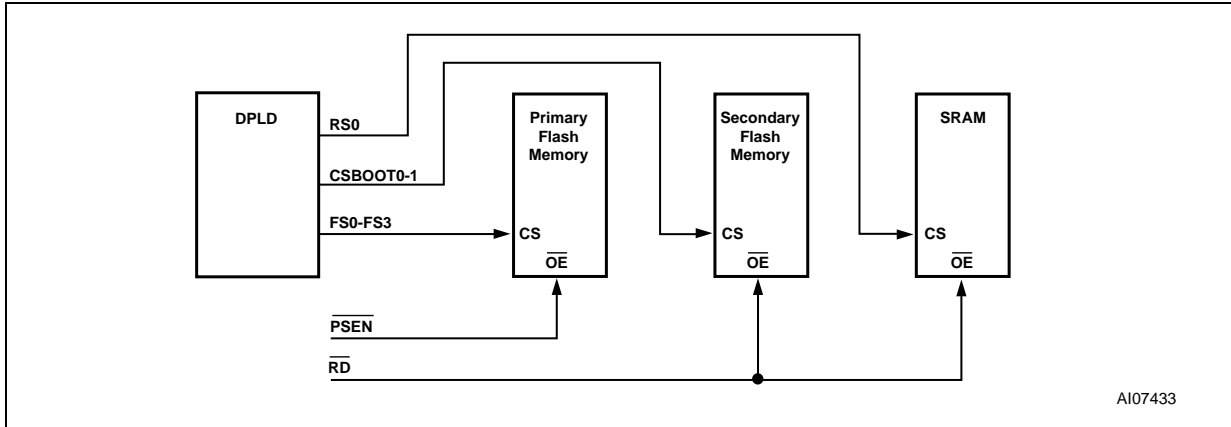 DPLD
RS0
CSBOOT0-1
FS0-FS3
Primary
Flash
Memory
CS
OE
Secondary
Flash
Memory
CS
OE
SRAM
CS
OE
PSEN
RD
AI07433